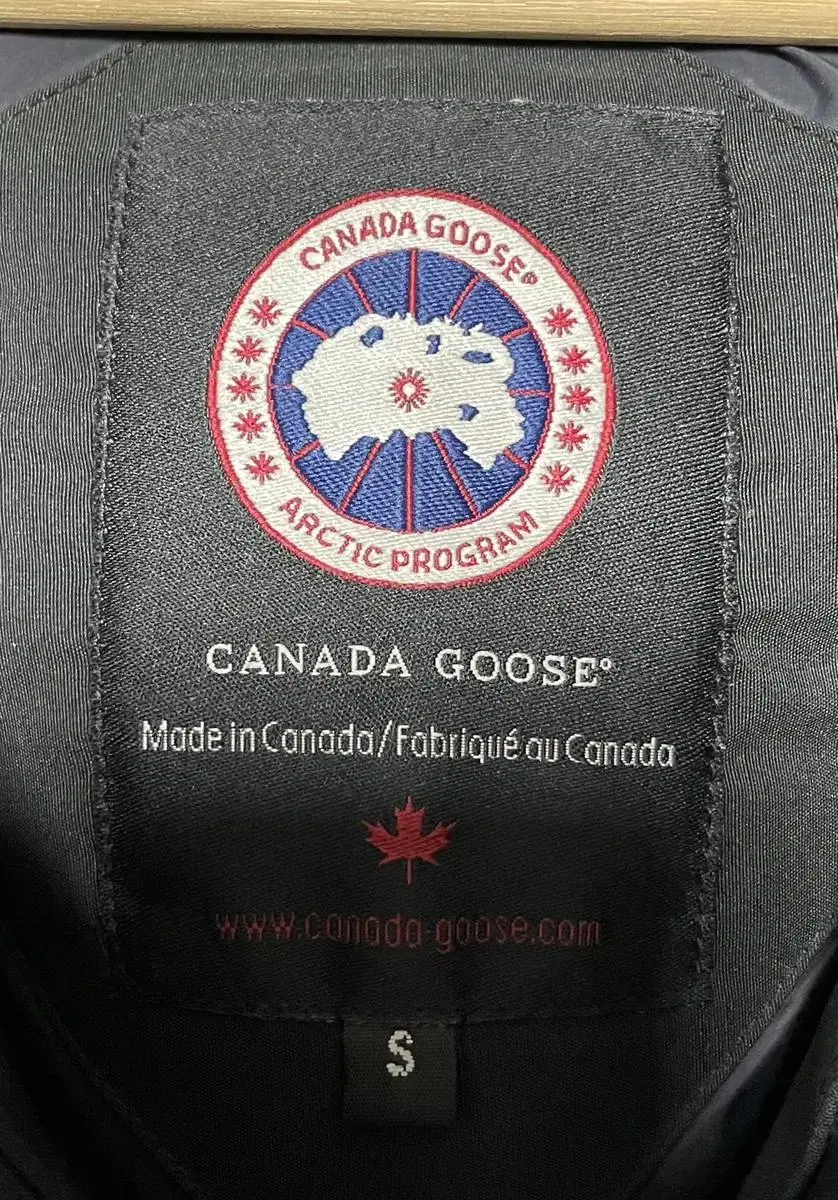 CANADA GOOSE®
ARCTIC PROGRAM
CANADA GOOSE®
Made in Canada/Fabriqué au Canada
www.canada-goose.com
S